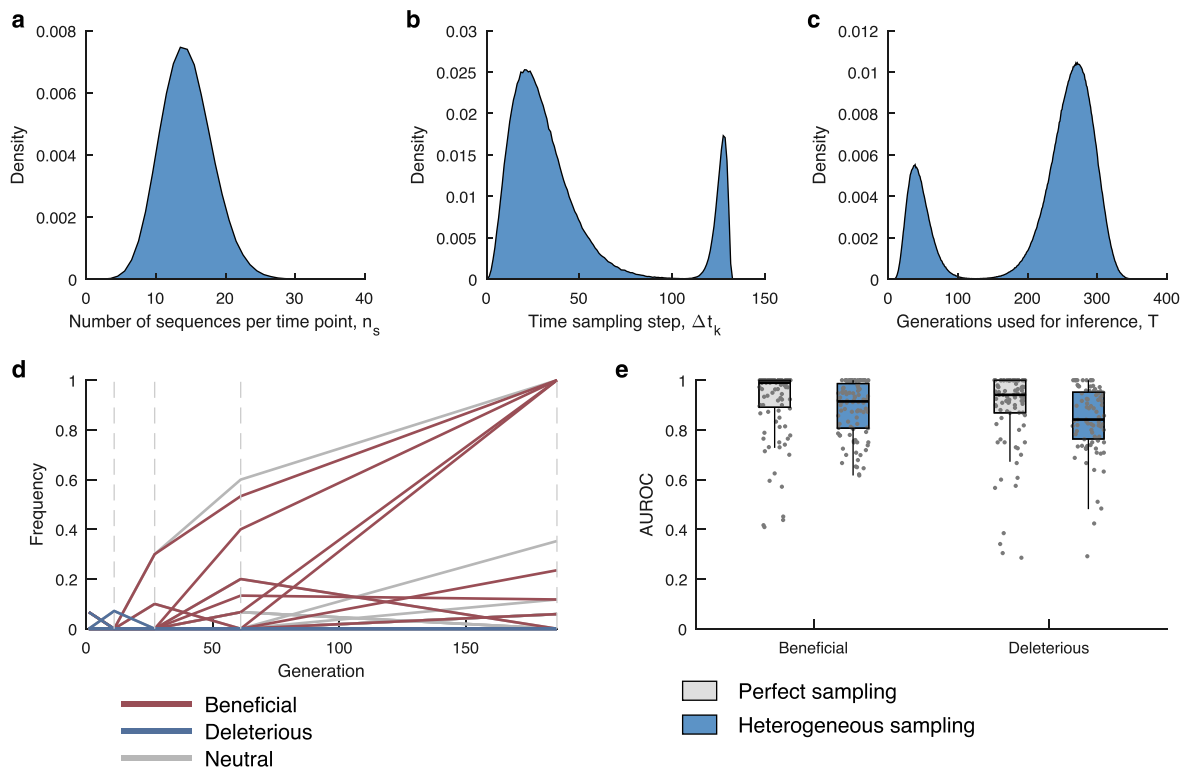 a
0.008
0.006
0.004
0.002
0
Density
0 10 20 30 40
Number of sequences per time point, n_s
b
0.03
0.025
0.02
0.015
0.01
0.005
0
Density
0 50 100 150
Time sampling step, Δt_k
c
0.012
0.01
0.008
0.006
0.004
0.002
0
Density
0 100 200 300 400
Generations used for inference, T
d
1
0.8
0.6
0.4
0.2
0
Frequency
0 50 100 150
Generation
Beneficial
Deleterious
Neutral
e
1
0.8
0.6
0.4
0.2
0
AUROC
Beneficial Deleterious
Perfect sampling
Heterogeneous sampling